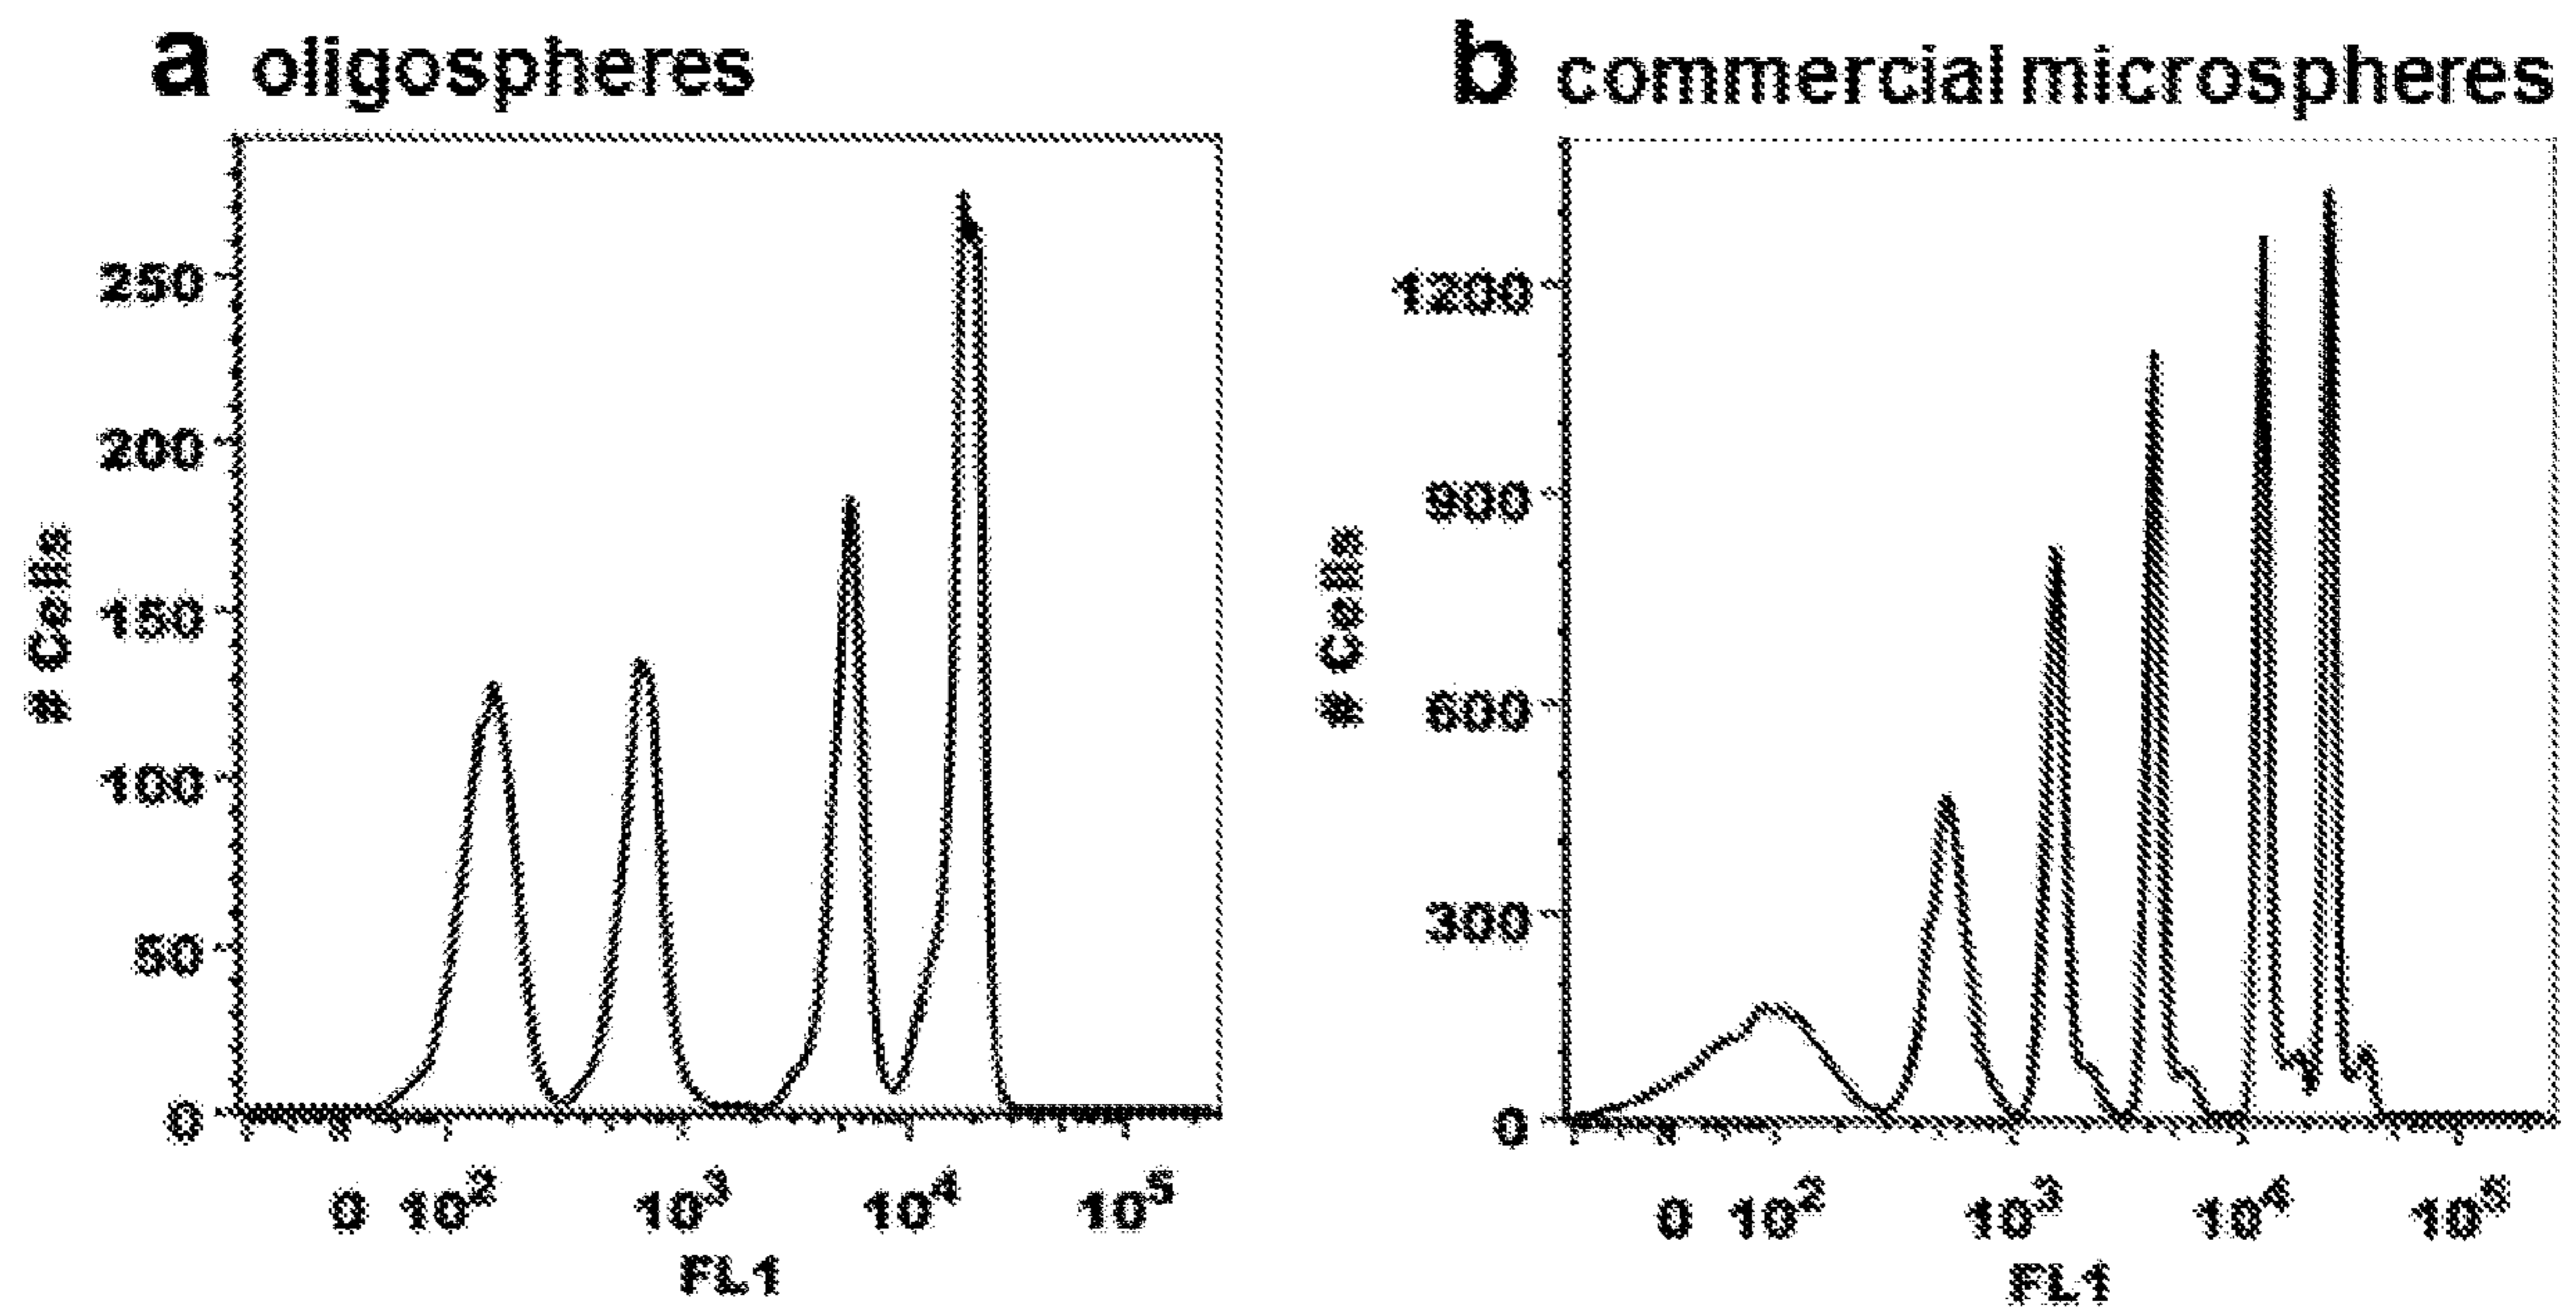 a oligospheres
250
200
150
100
50
0
# Cells
0 10² 10³ 10⁴ 10⁵
FL1
b commercial microspheres
1200
900
600
300
0
# Cells
0 10² 10³ 10⁴ 10⁵
FL1